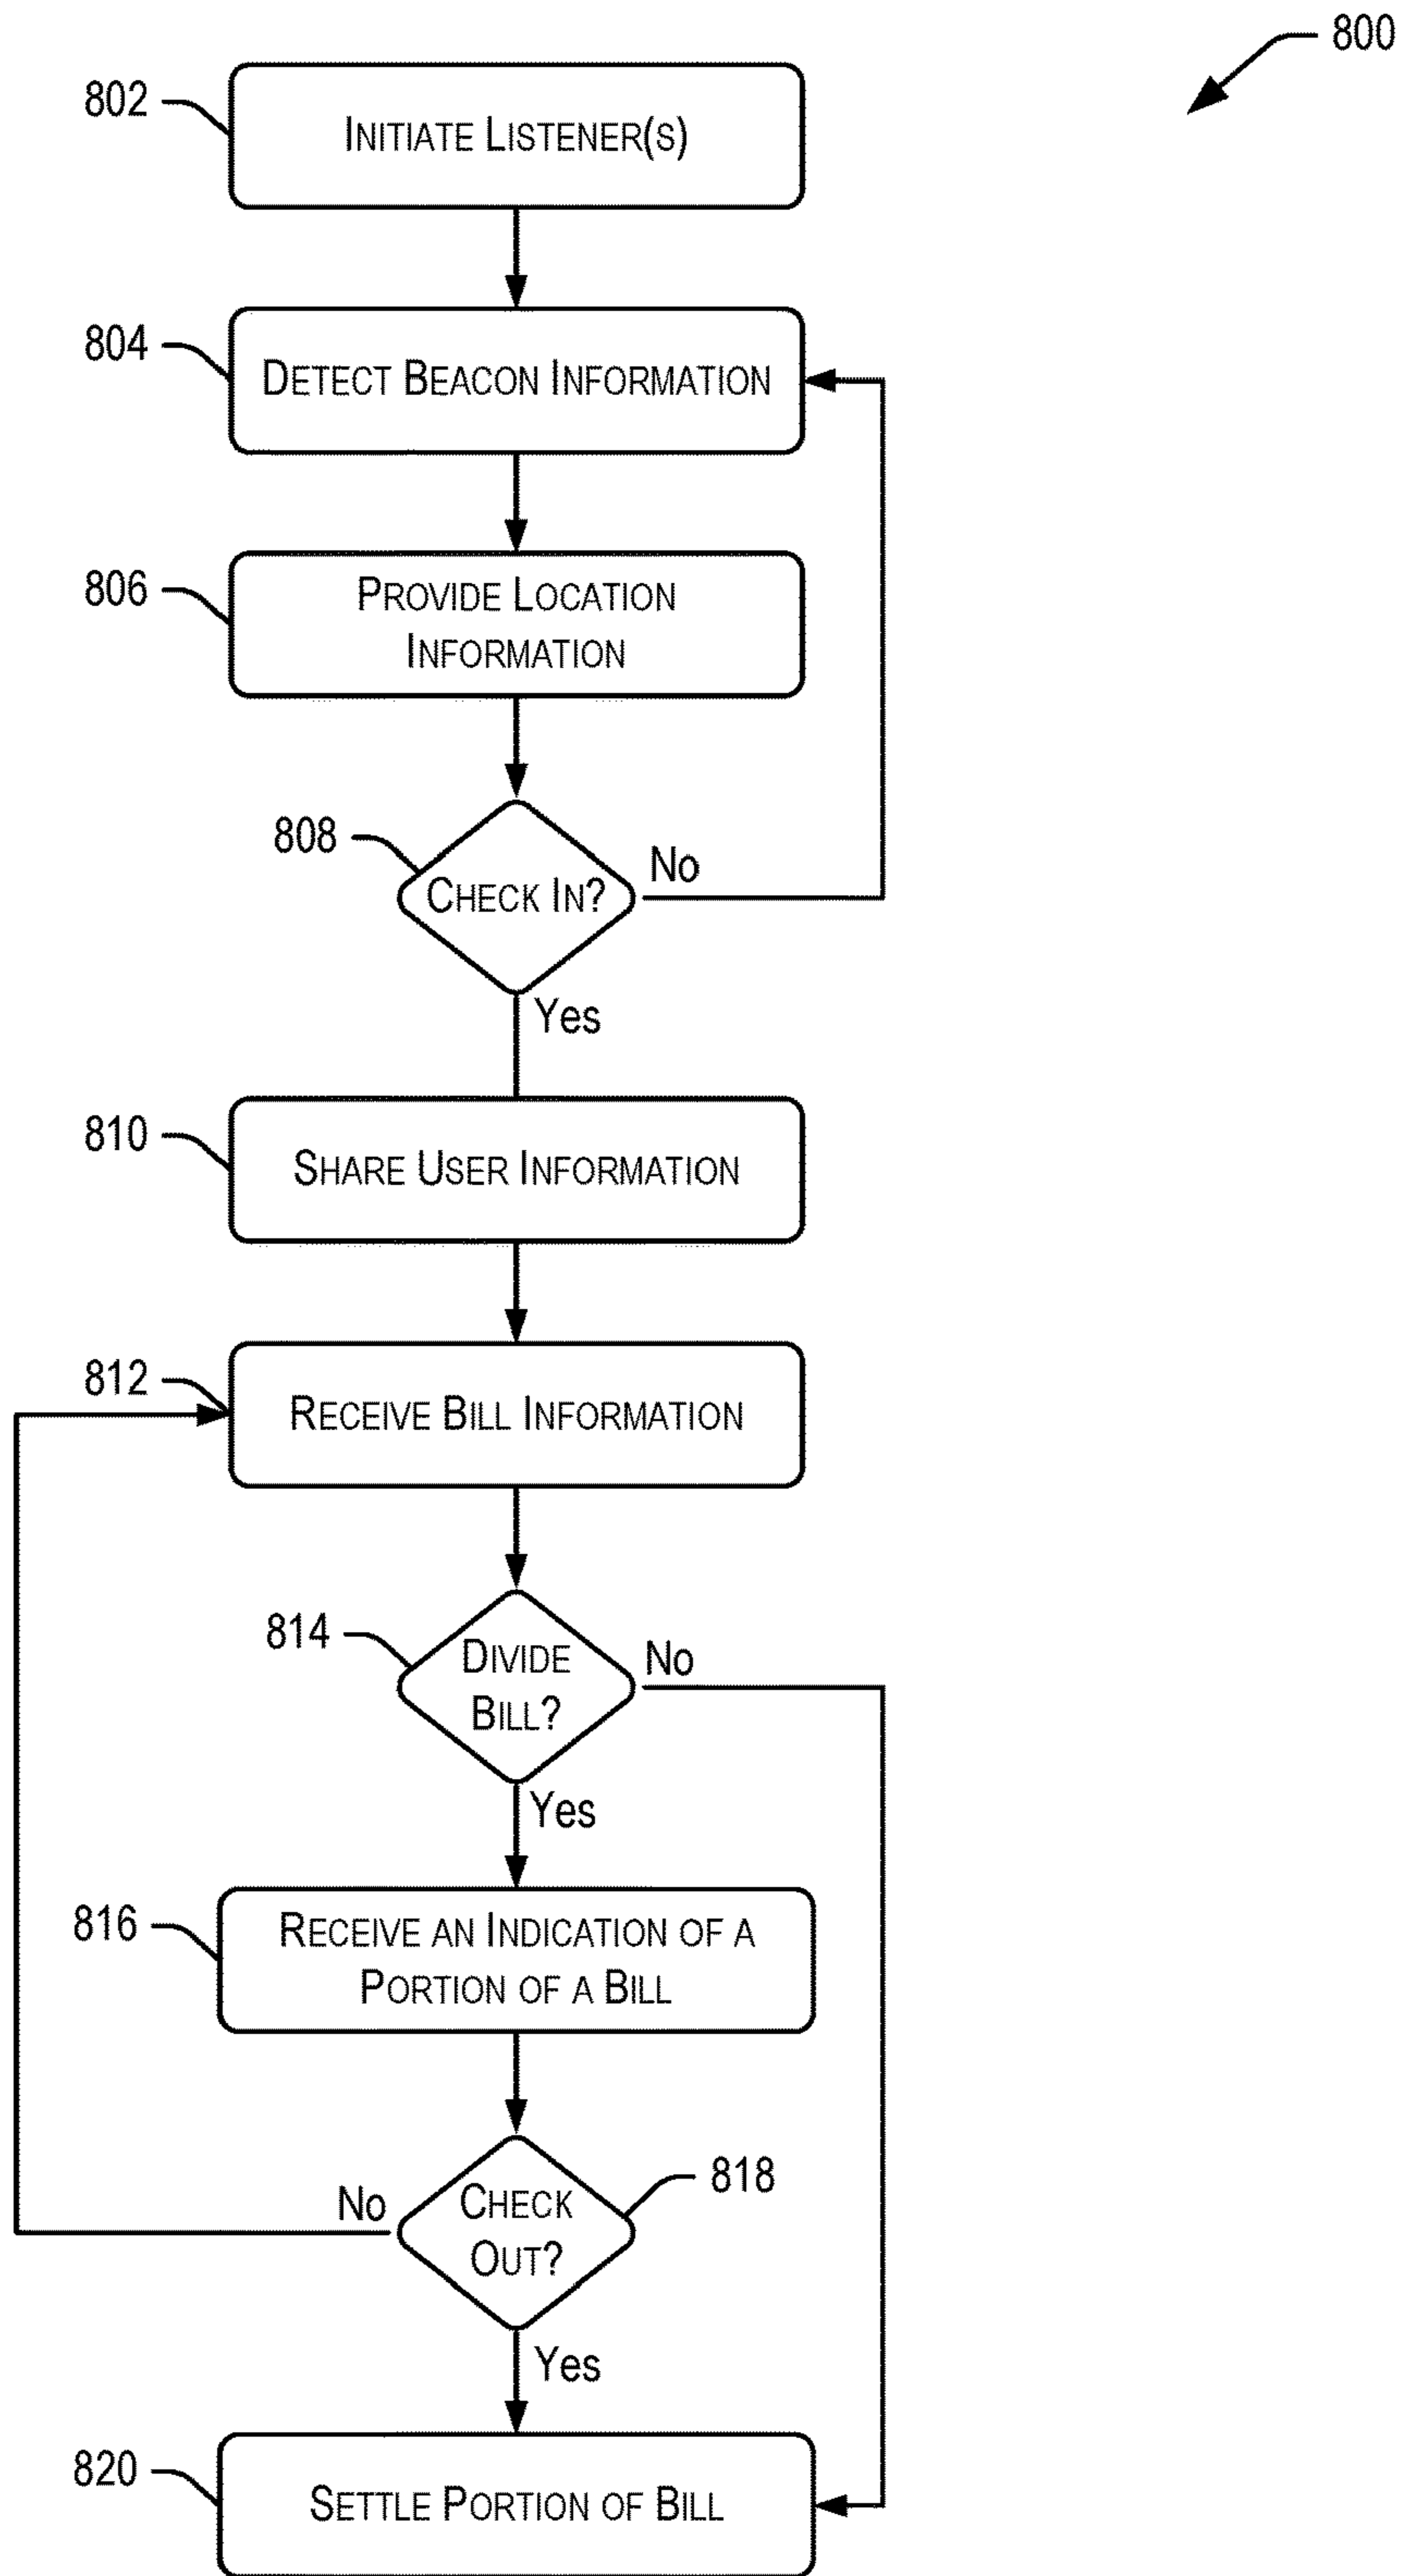 800
802
INITIATE LISTENER(S)
804
DETECT BEACON INFORMATION
806
PROVIDE LOCATION
INFORMATION
808
CHECK IN?
No
Yes
810
SHARE USER INFORMATION
812
RECEIVE BILL INFORMATION
814
DIVIDE
BILL?
No
Yes
816
RECEIVE AN INDICATION OF A
PORTION OF A BILL
818
No
CHECK
OUT?
Yes
820
SETTLE PORTION OF BILL